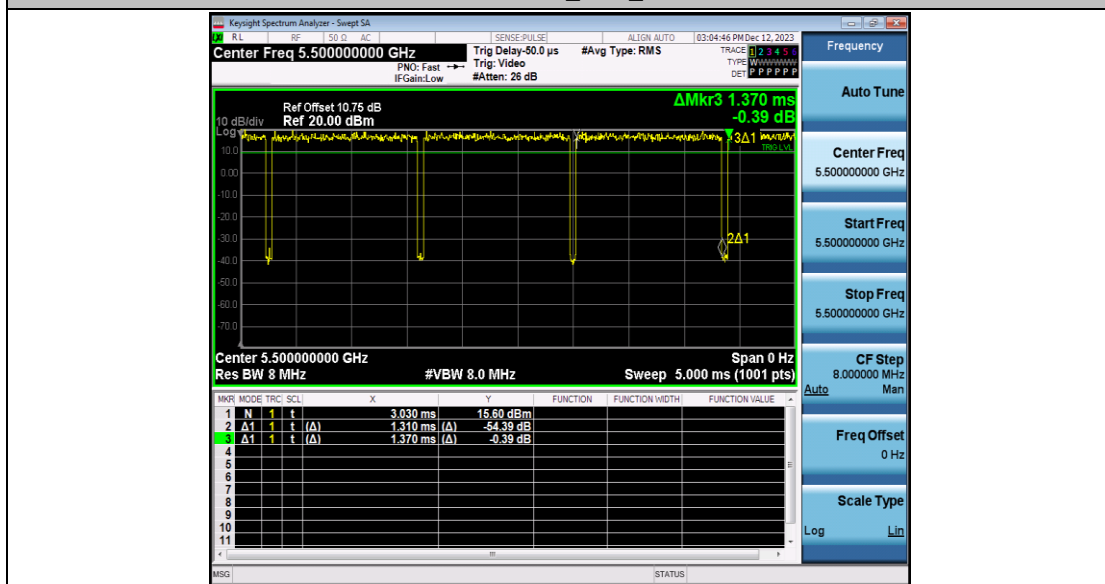 Keysight Spectrum Analyzer - Swept SA
RL RF 50 Ω AC SENSE:PULSE ALIGN AUTO 03:04:46 PM Dec 12, 2023
Center Freq 5.500000000 GHz
PNO: Fast
IFGain:Low
Trig Delay-50.0 µs
Trig: Video
#Atten: 26 dB
#Avg Type: RMS
TRACE 1 2 3 4 5 6
TYPE W
DET P P P P P P
ΔMkr3 1.370 ms
-0.39 dB
Ref Offset 10.75 dB
10 dB/div Ref 20.00 dBm
Log
3Δ1
TRIG LVL
10.0
0.00
-10.0
-20.0
-30.0
2Δ1
-40.0
-50.0
-60.0
-70.0
Center 5.500000000 GHz Span 0 Hz
Res BW 8 MHz #VBW 8.0 MHz Sweep 5.000 ms (1001 pts)
MKR MODE TRC SCL X Y FUNCTION FUNCTION WIDTH FUNCTION VALUE
1 N 1 t 3.030 ms 15.60 dBm
2 Δ1 1 t (Δ) 1.310 ms (Δ) -54.39 dB
3 Δ1 1 t (Δ) 1.370 ms (Δ) -0.39 dB
4
5
6
7
8
9
10
11
MSG STATUS
Frequency
Auto Tune
Center Freq
5.500000000 GHz
Start Freq
5.500000000 GHz
Stop Freq
5.500000000 GHz
CF Step
8.000000 MHz
Auto Man
Freq Offset
0 Hz
Scale Type
Log Lin